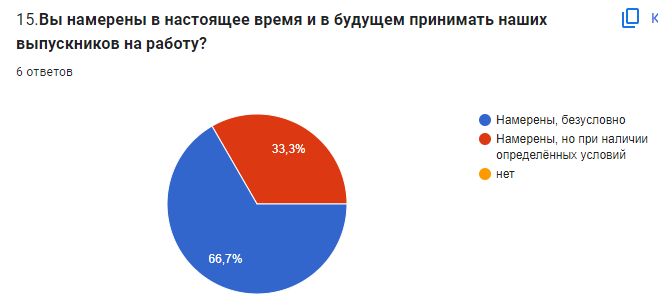 15.Вы намерены в настоящее время и в будущем принимать наших
выпускников на работу?
6 ответов
33,3%
66,7%
Намерены, безусловно
Намерены, но при наличии
определённых условий
нет